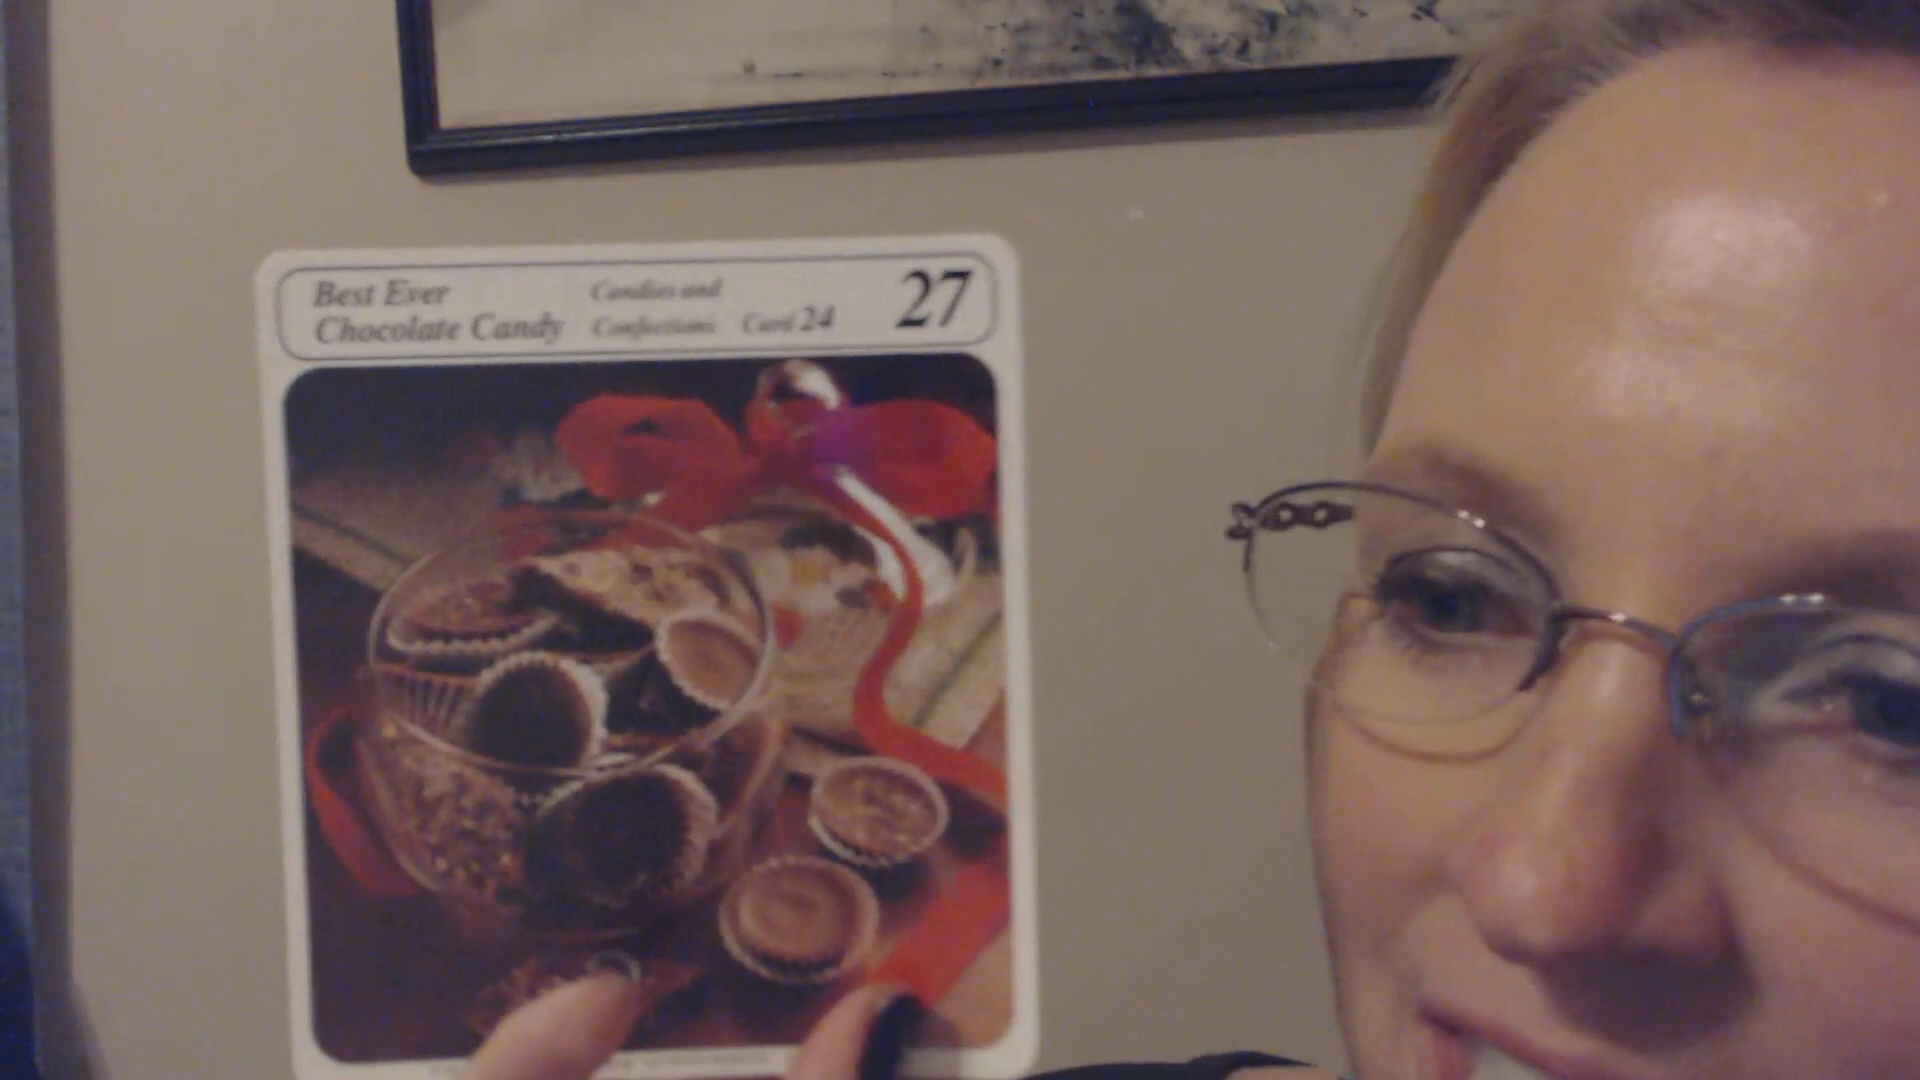 Best Ever
Chocolate Candy
Candies and
Confections Card 24
27